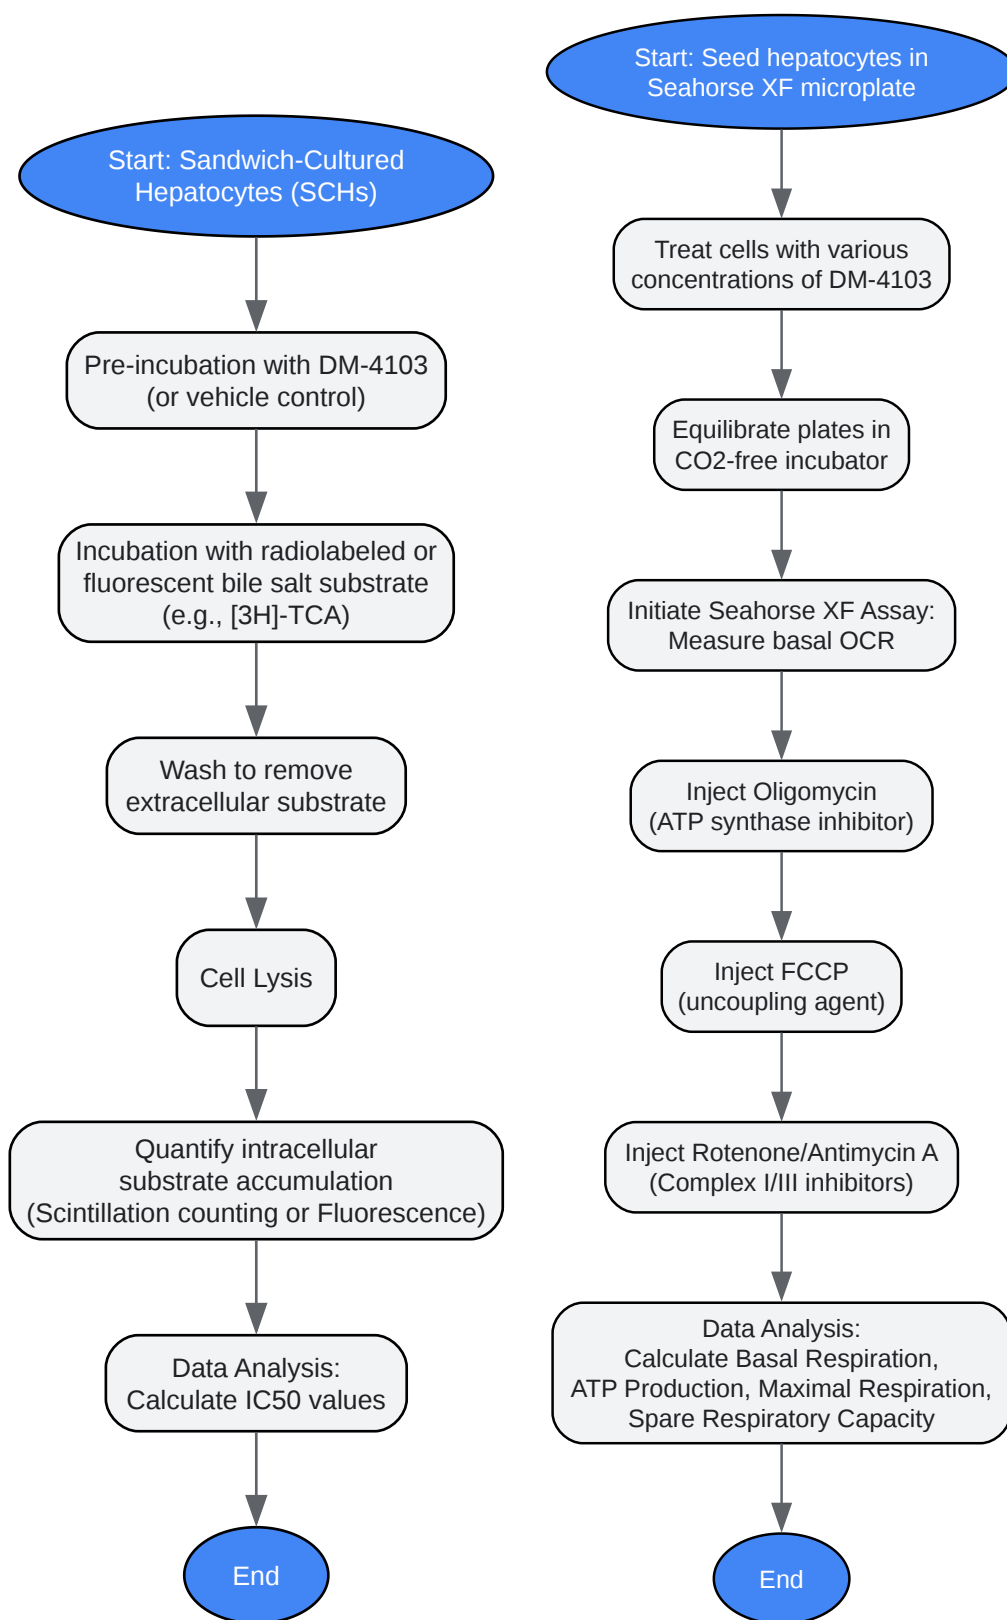 Start: Sandwich-Cultured
Hepatocytes (SCHs)
Pre-incubation with DM-4103
(or vehicle control)
Incubation with radiolabeled or
fluorescent bile salt substrate
(e.g., [3H]-TCA)
Wash to remove
extracellular substrate
Cell Lysis
Quantify intracellular
substrate accumulation
(Scintillation counting or Fluorescence)
Data Analysis:
Calculate IC50 values
End
Start: Seed hepatocytes in
Seahorse XF microplate
Treat cells with various
concentrations of DM-4103
Equilibrate plates in
CO2-free incubator
Initiate Seahorse XF Assay:
Measure basal OCR
Inject Oligomycin
(ATP synthase inhibitor)
Inject FCCP
(uncoupling agent)
Inject Rotenone/Antimycin A
(Complex I/III inhibitors)
Data Analysis:
Calculate Basal Respiration,
ATP Production, Maximal Respiration,
Spare Respiratory Capacity
End